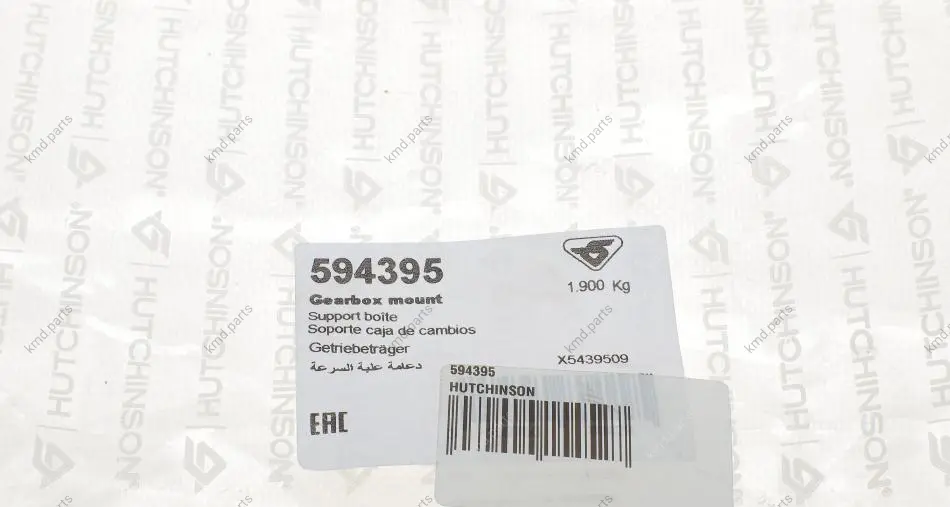 594395
Gearbox mount
Support boîte
Soporte caja de cambios
Getriebeträger
دعامة علبة السرعة
1.900 Kg
X5439509
EAC
594395
HUTCHINSON
HUTCHINSON
kmd.parts